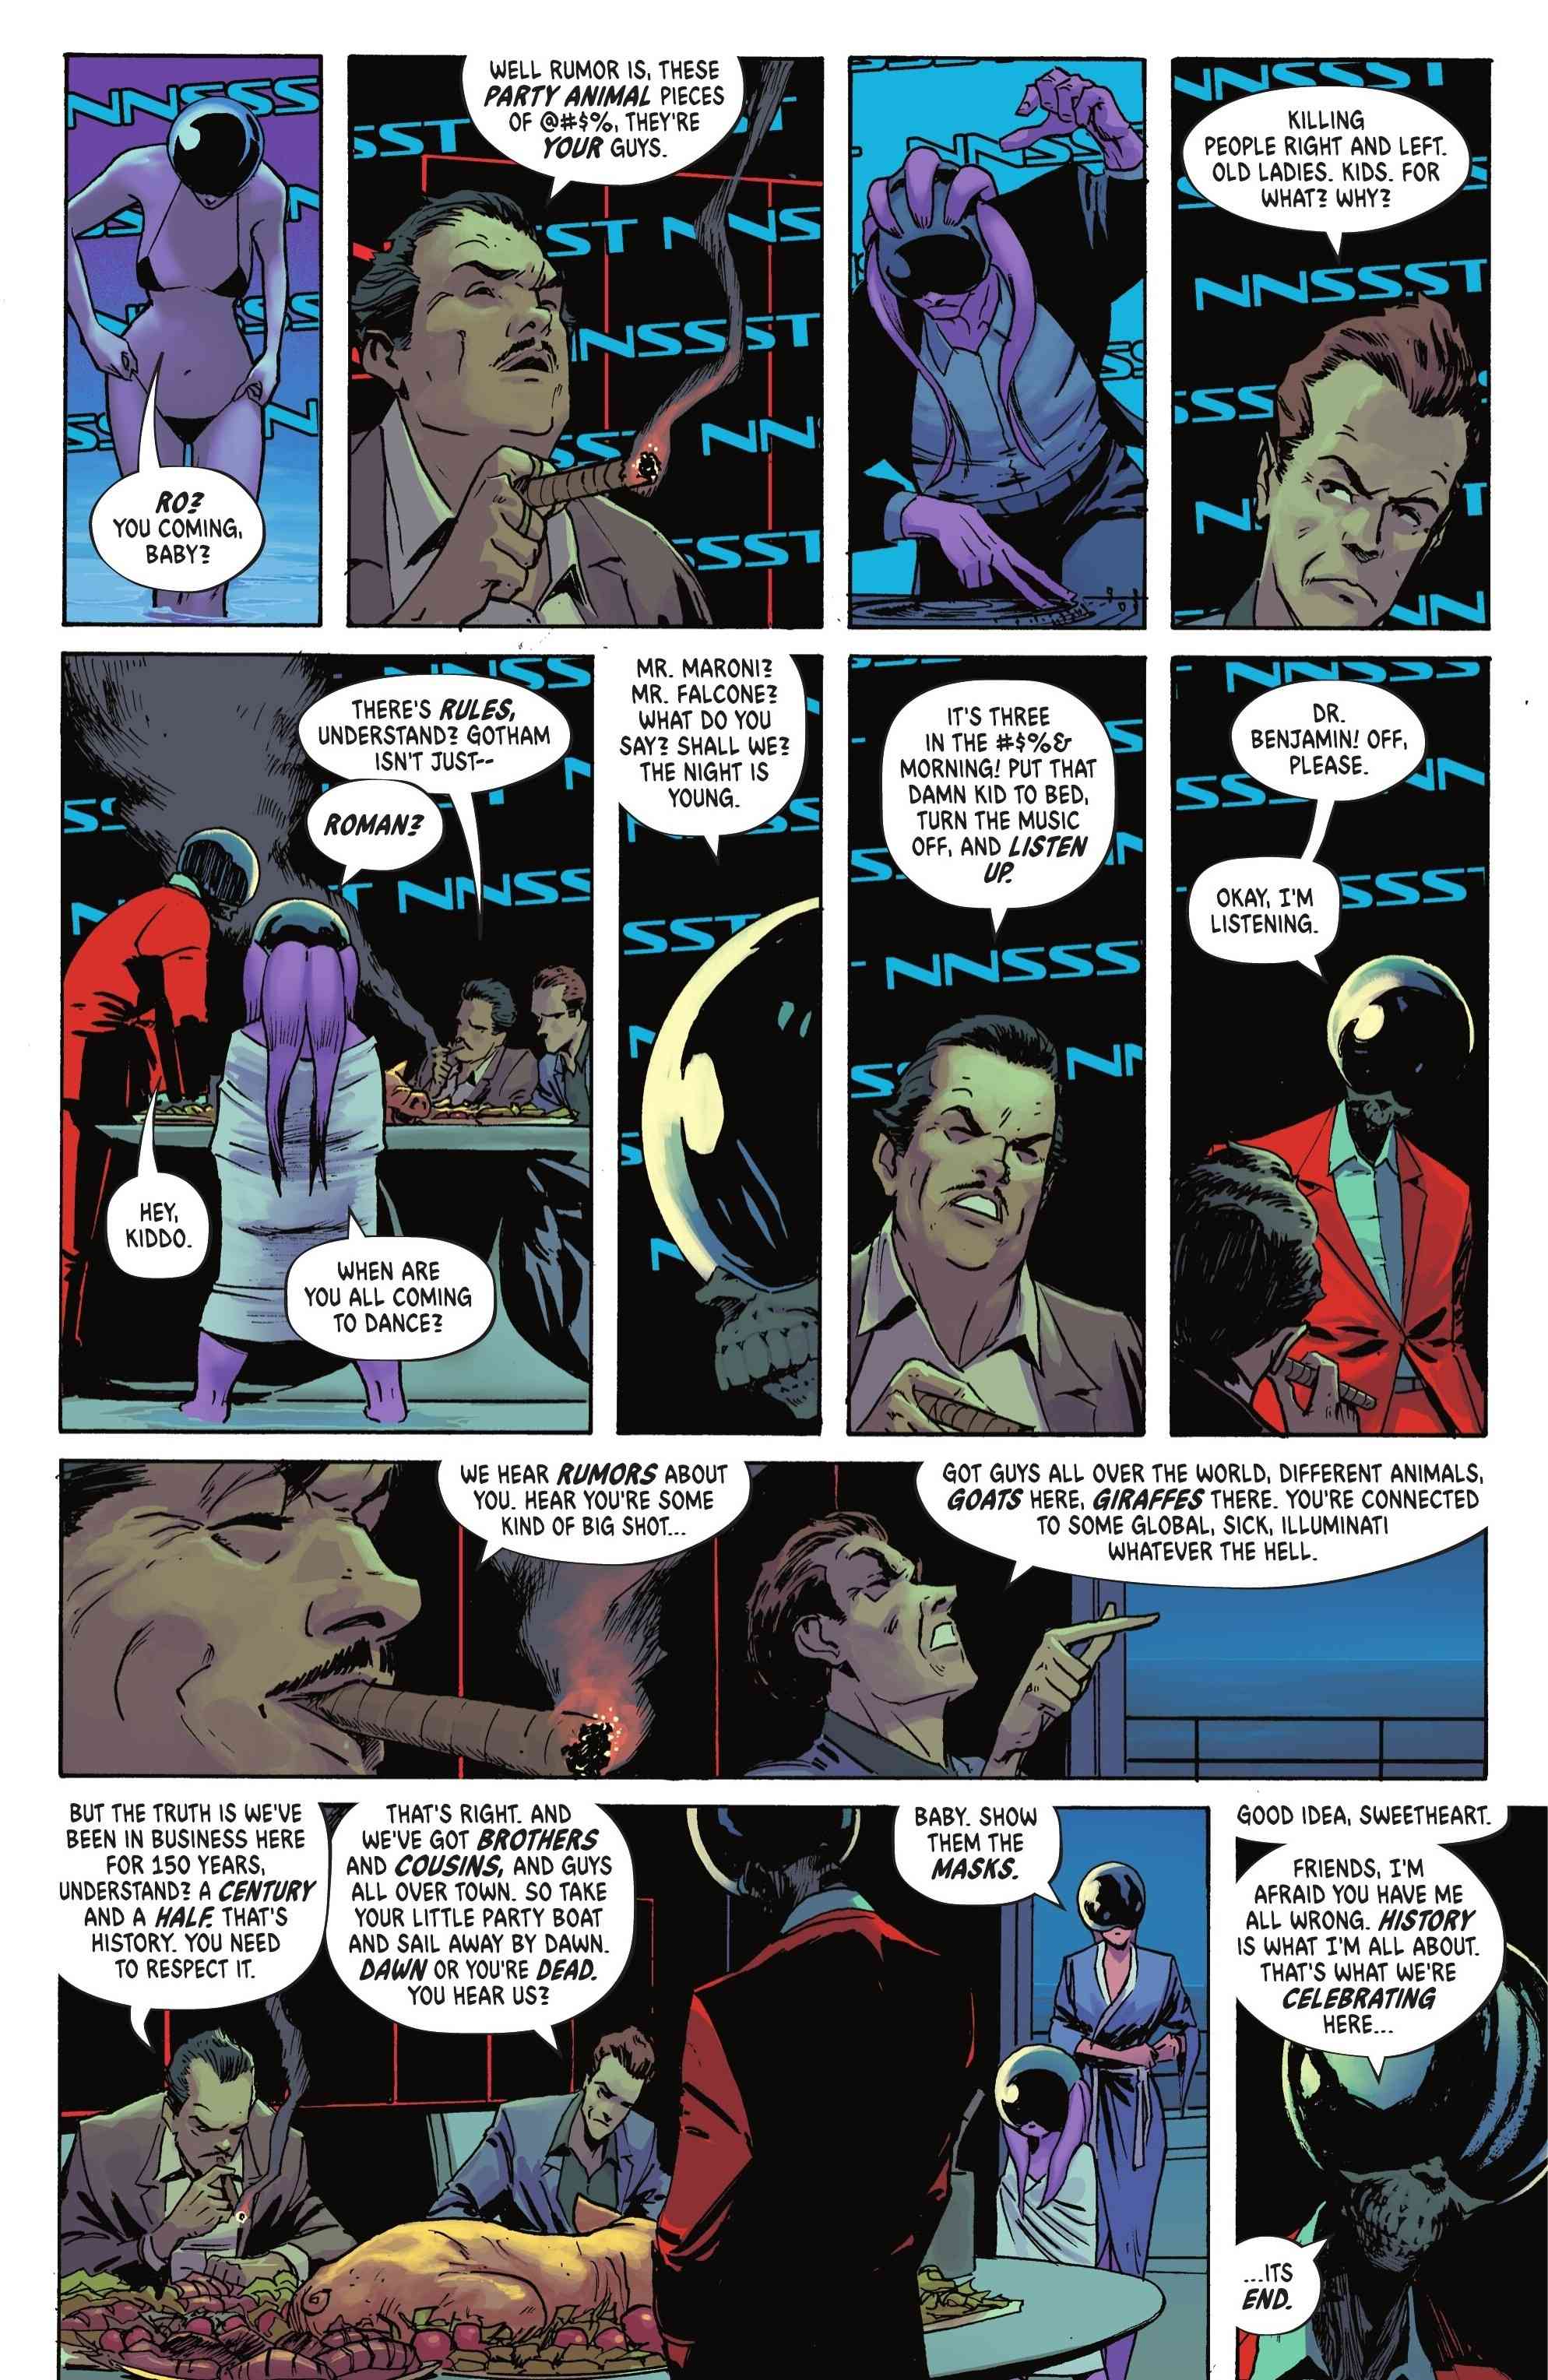 NNSSS
RO?
YOU COMING,
BABY?
WELL RUMOR IS, THESE
PARTY ANIMAL PIECES
OF @#$%, THEY'RE
YOUR GUYS.
SST
ST NNS
NNSSST
NNSS
KILLING
PEOPLE RIGHT AND LEFT.
OLD LADIES. KIDS. FOR
WHAT? WHY?
NNSSST
THERE'S RULES,
UNDERSTAND? GOTHAM
ISN'T JUST--
ROMAN?
T NNSS
HEY,
KIDDO.
WHEN ARE
YOU ALL COMING
TO DANCE?
MR. MARONI?
MR. FALCONE?
WHAT DO YOU
SAY? SHALL WE?
THE NIGHT IS
YOUNG.
SST
IT'S THREE
IN THE #$%&
MORNING! PUT THAT
DAMN KID TO BED,
TURN THE MUSIC
OFF, AND LISTEN
UP.
-NNSSST
DR.
BENJAMIN! OFF,
PLEASE.
OKAY, I'M
LISTENING.
WE HEAR RUMORS ABOUT
YOU. HEAR YOU'RE SOME
KIND OF BIG SHOT...
GOT GUYS ALL OVER THE WORLD, DIFFERENT ANIMALS,
GOATS HERE, GIRAFFES THERE. YOU'RE CONNECTED
TO SOME GLOBAL, SICK, ILLUMINATI
WHATEVER THE HELL.
BUT THE TRUTH IS WE'VE
BEEN IN BUSINESS HERE
FOR 150 YEARS,
UNDERSTAND? A CENTURY
AND A HALF. THAT'S
HISTORY. YOU NEED
TO RESPECT IT.
THAT'S RIGHT. AND
WE'VE GOT BROTHERS
AND COUSINS, AND GUYS
ALL OVER TOWN. SO TAKE
YOUR LITTLE PARTY BOAT
AND SAIL AWAY BY DAWN.
DAWN OR YOU'RE DEAD.
YOU HEAR US?
BABY. SHOW
THEM THE
MASKS.
GOOD IDEA, SWEETHEART.
FRIENDS, I'M
AFRAID YOU HAVE ME
ALL WRONG. HISTORY
IS WHAT I'M ALL ABOUT.
THAT'S WHAT WE'RE
CELEBRATING
HERE...
...ITS
END.